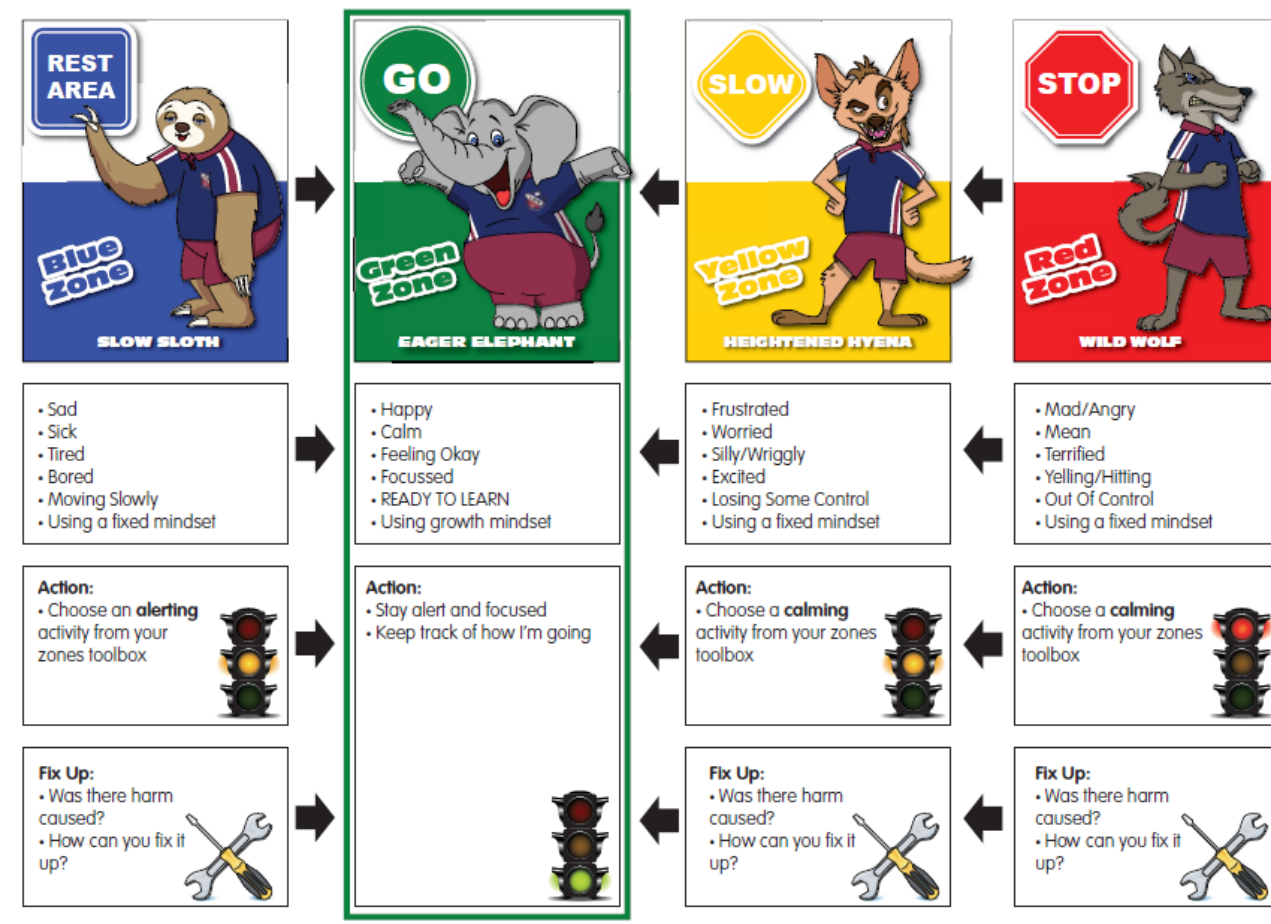 REST
AREA
Blue
Zone
SLOW SLOTH
GO
Green
Zone
EAGER ELEPHANT
SLOW
Yellow
Zone
HEIGHTENED HYENA
STOP
Red
Zone
WILD WOLF
• Sad
• Sick
• Tired
• Bored
• Moving Slowly
• Using a fixed mindset
• Happy
• Calm
• Feeling Okay
• Focussed
• READY TO LEARN
• Using growth mindset
• Frustrated
• Worried
• Silly/Wriggly
• Excited
• Losing Some Control
• Using a fixed mindset
• Mad/Angry
• Mean
• Terrified
• Yelling/Hitting
• Out Of Control
• Using a fixed mindset
Action:
• Choose an alerting
activity from your
zones toolbox
Action:
• Stay alert and focused
• Keep track of how I'm going
Action:
• Choose a calming
activity from your zones
toolbox
Action:
• Choose a calming
activity from your zones
toolbox
Fix Up:
• Was there harm
caused?
• How can you fix it
up?
Fix Up:
• Was there harm
caused?
• How can you fix it
up?
Fix Up:
• Was there harm
caused?
• How can you fix it
up?